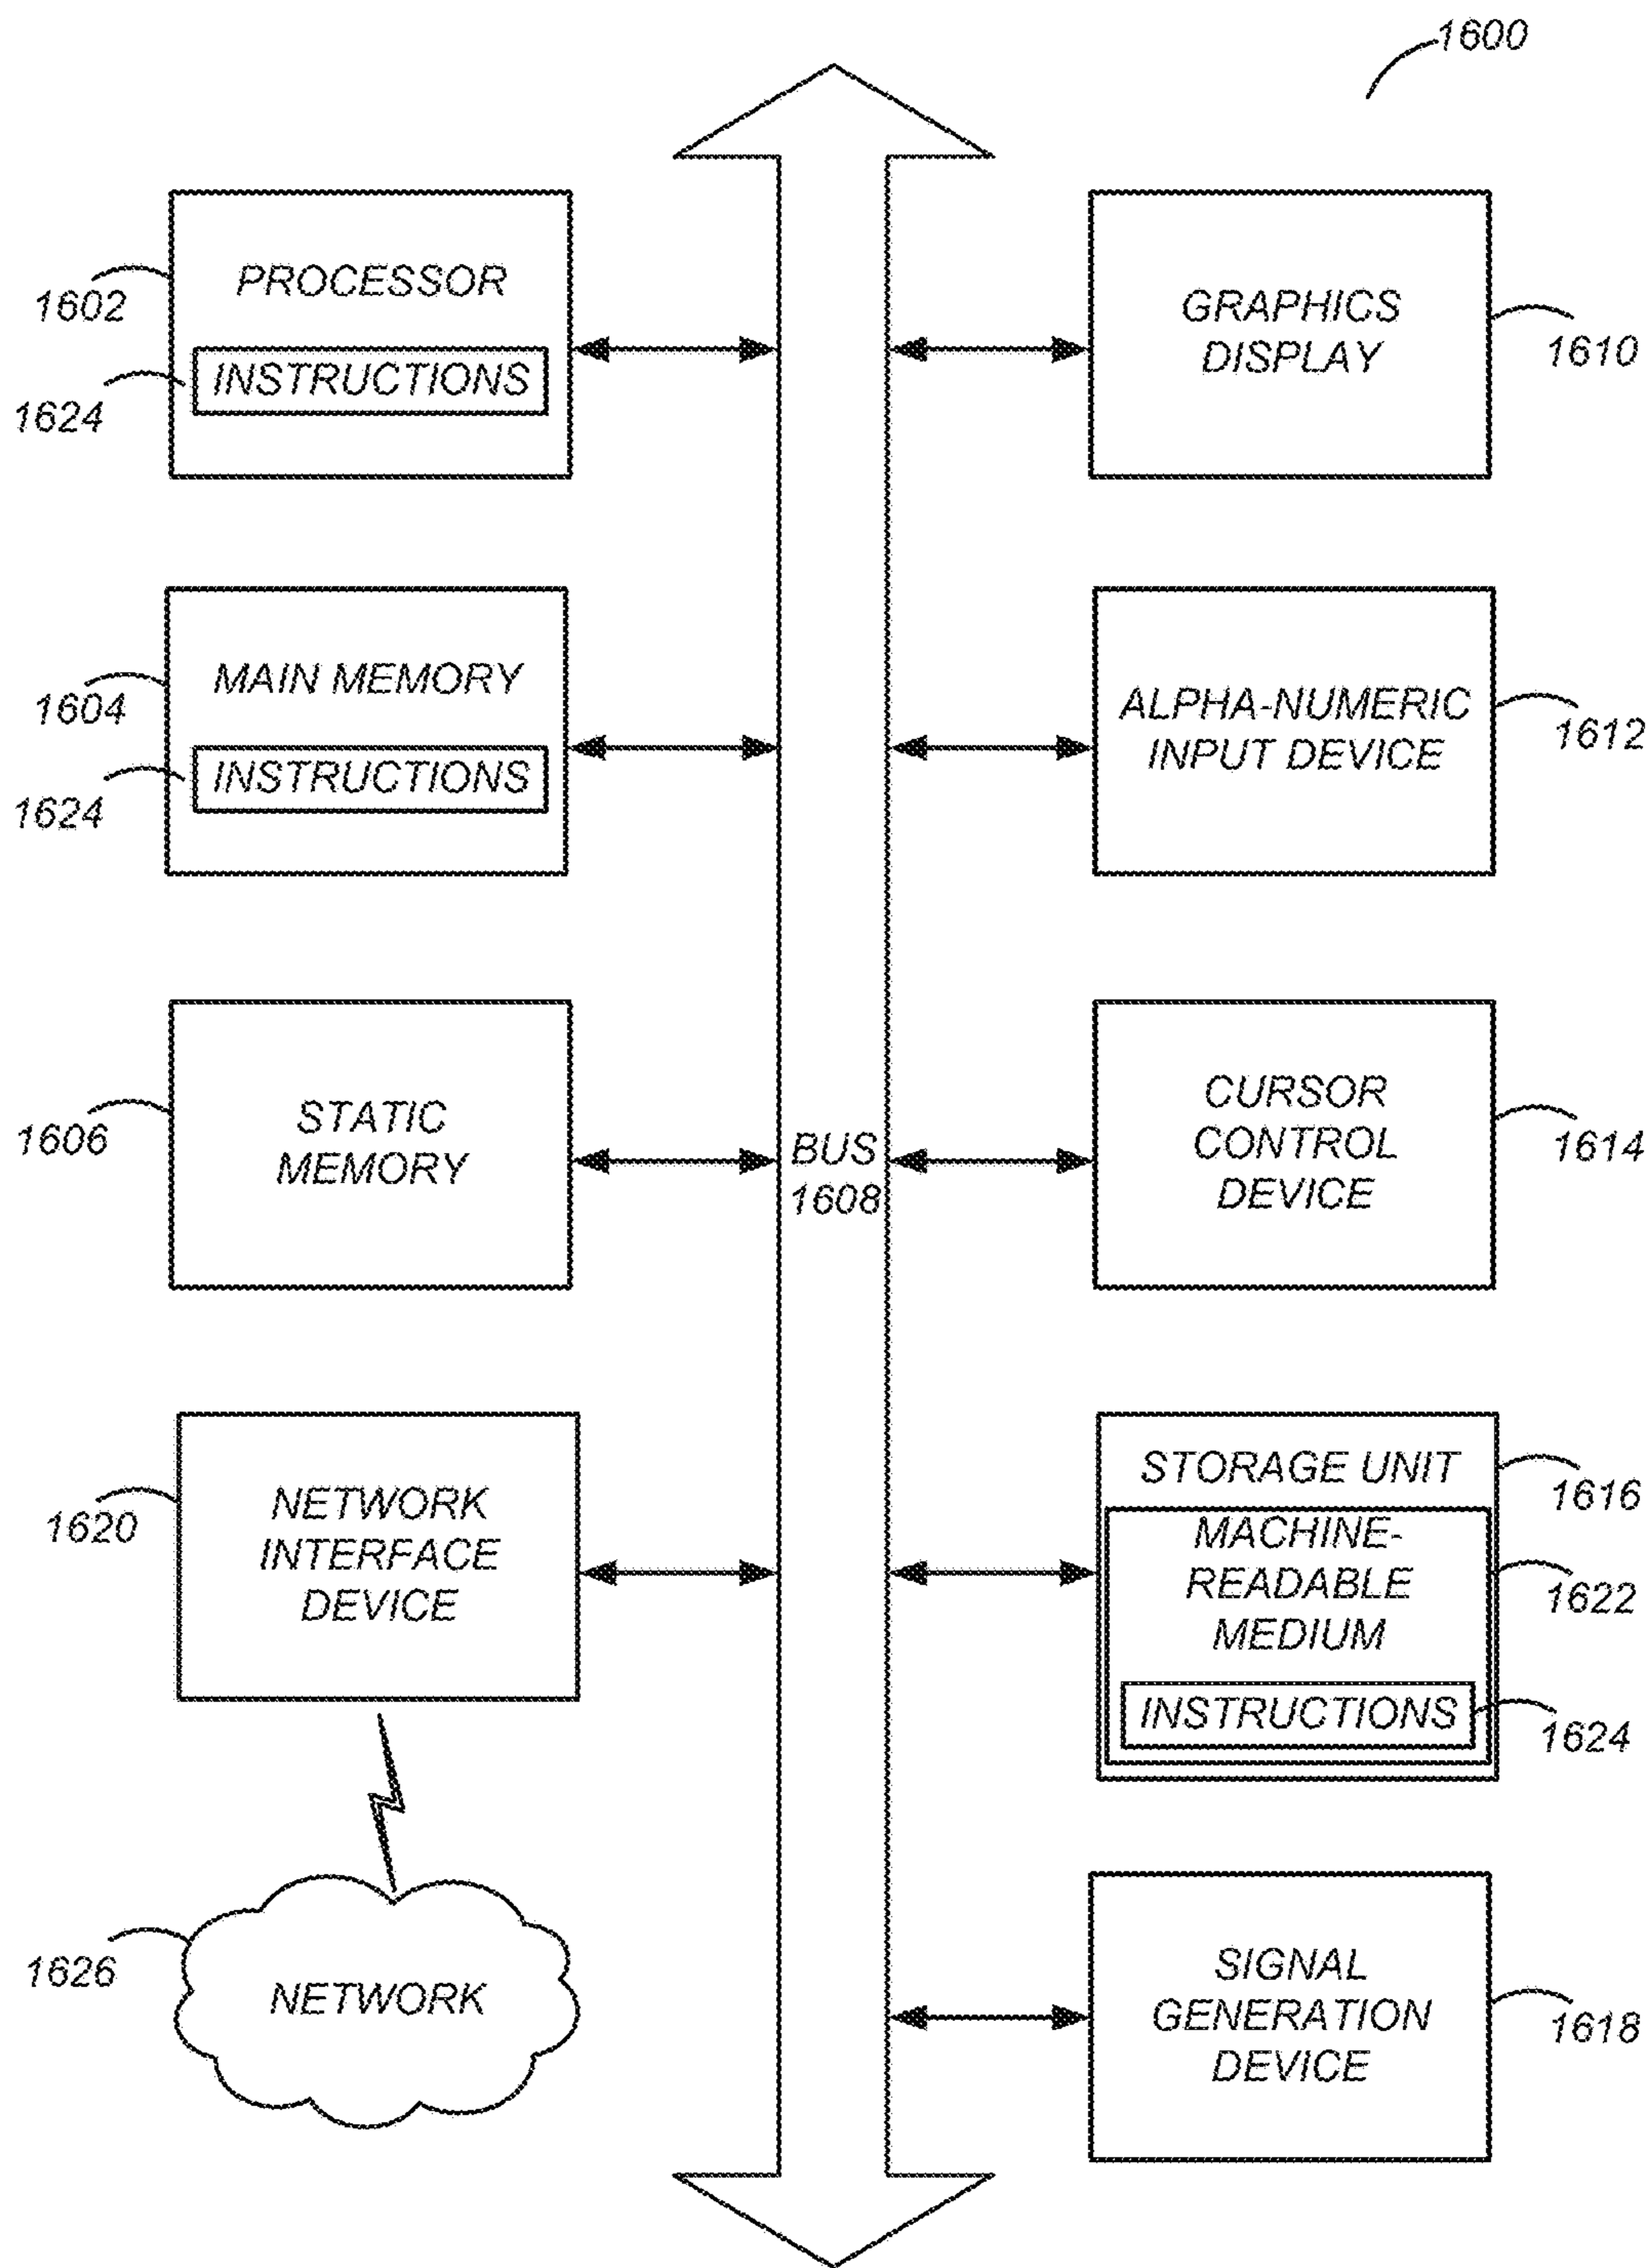 1600
PROCESSOR
1602
INSTRUCTIONS
1624
GRAPHICS
DISPLAY
1610
MAIN MEMORY
1604
INSTRUCTIONS
1624
ALPHA-NUMERIC
INPUT DEVICE
1612
STATIC
MEMORY
1606
BUS
1608
CURSOR
CONTROL
DEVICE
1614
NETWORK
INTERFACE
DEVICE
1620
STORAGE UNIT
1616
MACHINE-
READABLE
MEDIUM
1622
INSTRUCTIONS
1624
1626
NETWORK
SIGNAL
GENERATION
DEVICE
1618